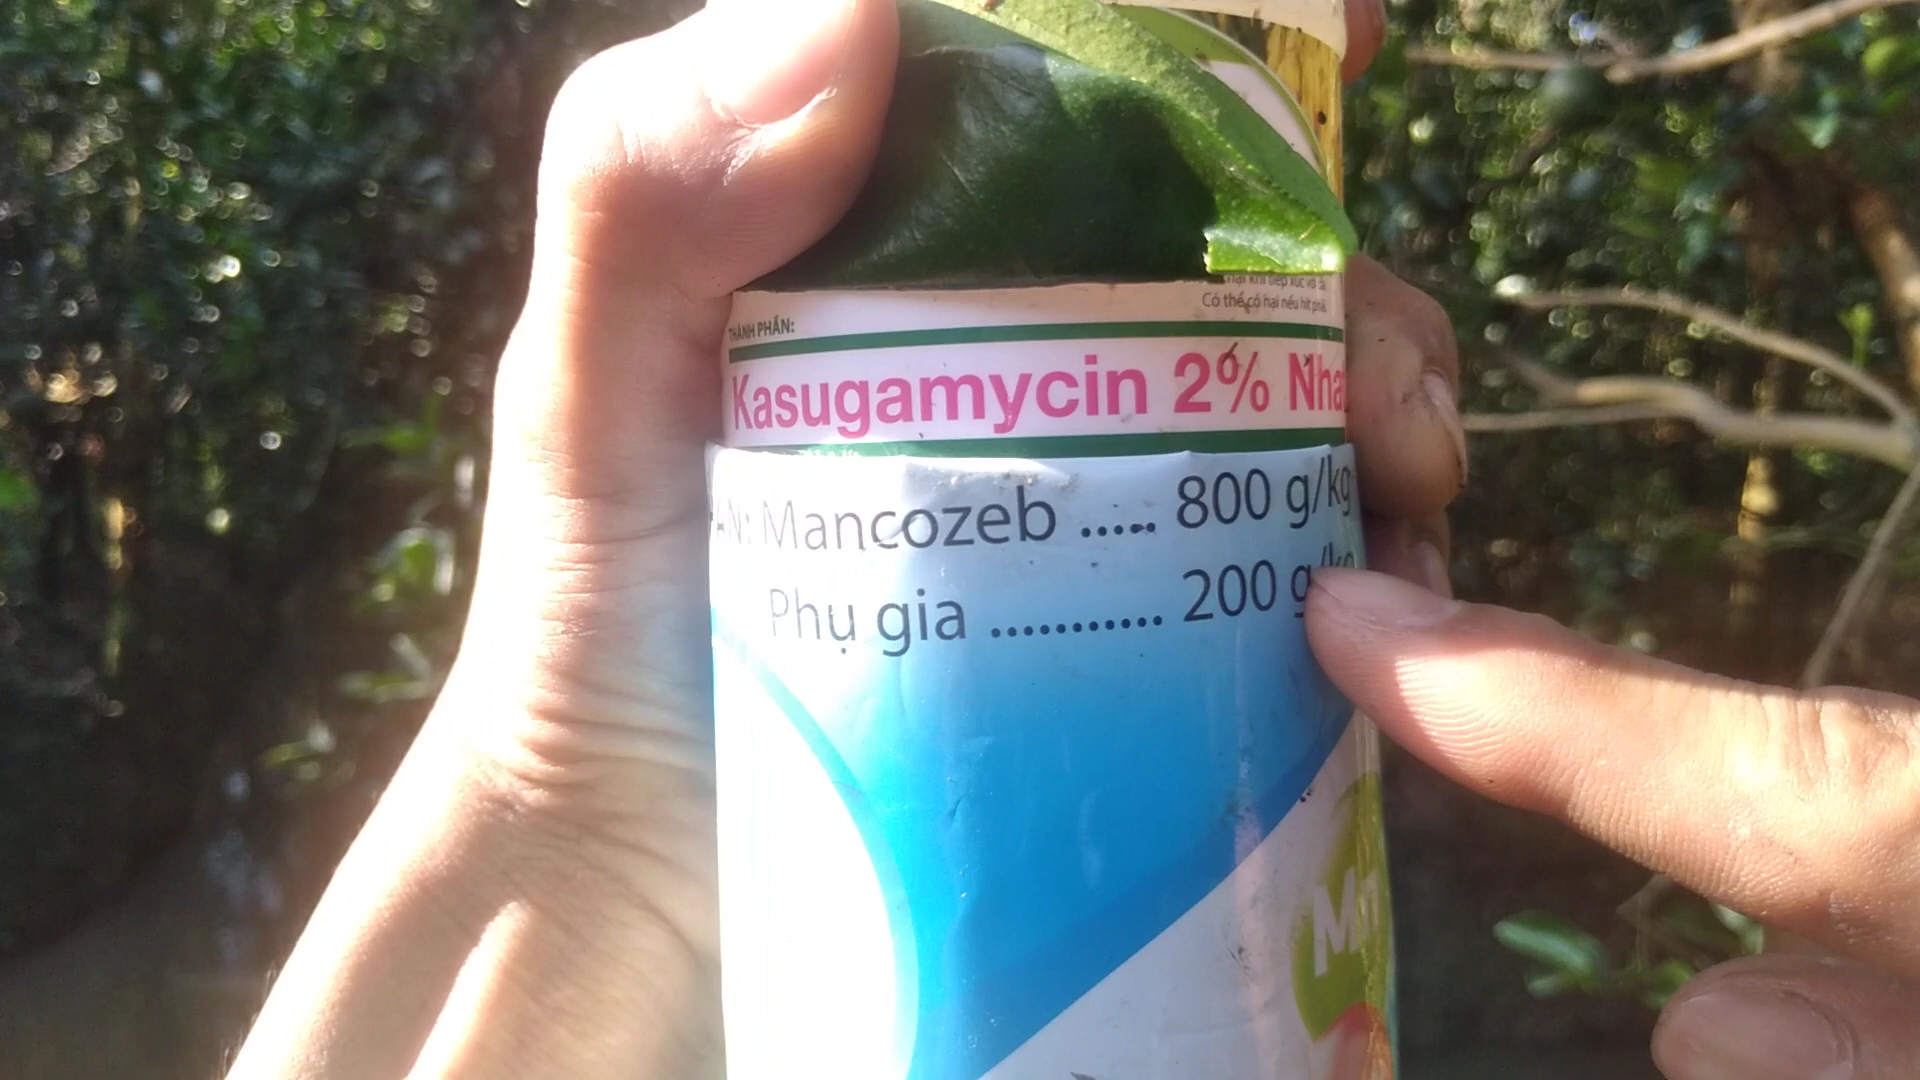 Có thể có hại nếu hít phải
THÀNH PHẦN:
Kasugamycin 2%
Mancozeb ..... 800 g/kg
Phụ gia ........... 200